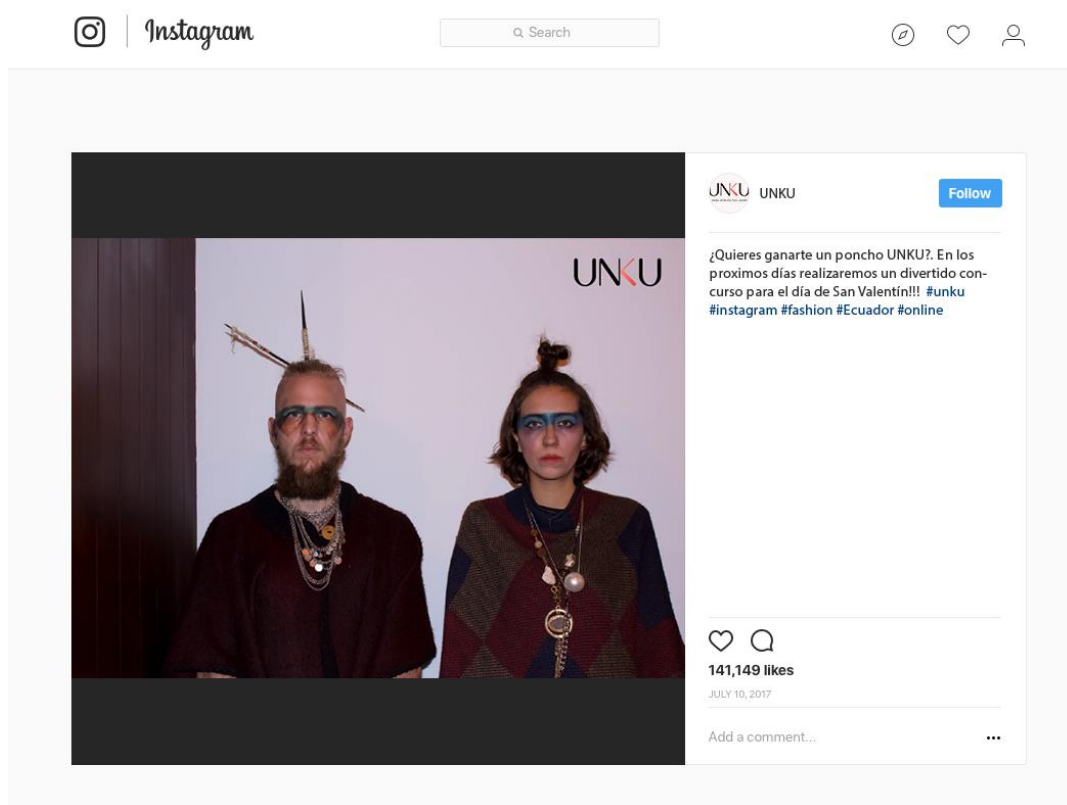 Instagram
Search
UNKU
UNKU
UNKU
Follow
¿Quieres ganarte un poncho UNKU?. En los
proximos días realizaremos un divertido con-
curso para el día de San Valentín!!! #unku
#instagram #fashion #Ecuador #online
141,149 likes
JULY 10, 2017
Add a comment...